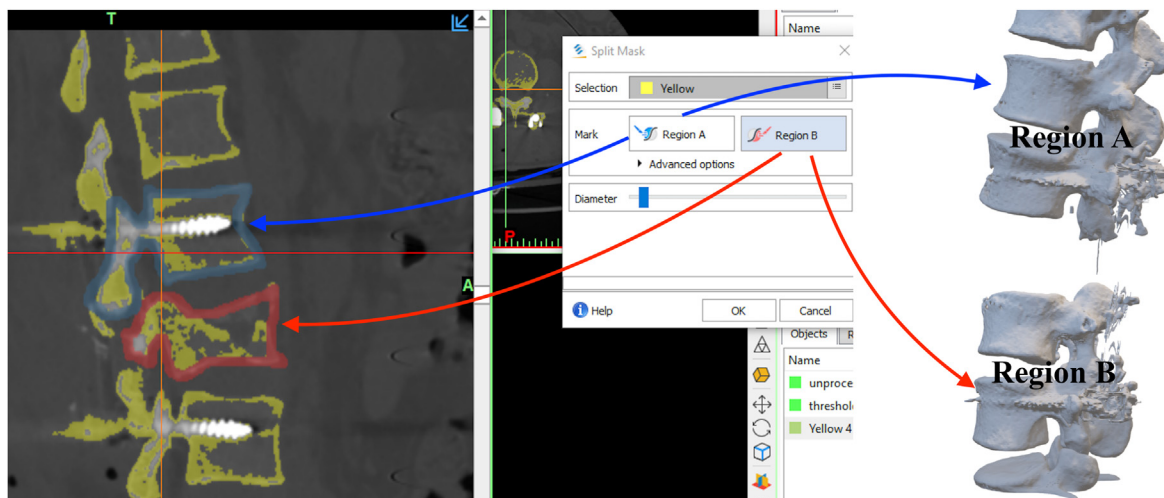 T
A
P
Name
Split Mask
Selection
Yellow
Mark
Region A
Region B
Advanced options
Diameter
Help
OK
Cancel
Objects
R
Name
unproce
threshol
Yellow 4
Region A
Region B